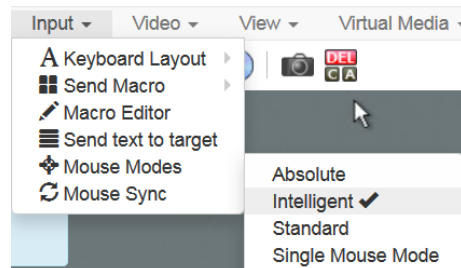 Input Video View Virtual Media
A Keyboard Layout
Send Macro
Macro Editor
Send text to target
Mouse Modes
Mouse Sync
DEL
C A
Absolute
Intelligent
Standard
Single Mouse Mode